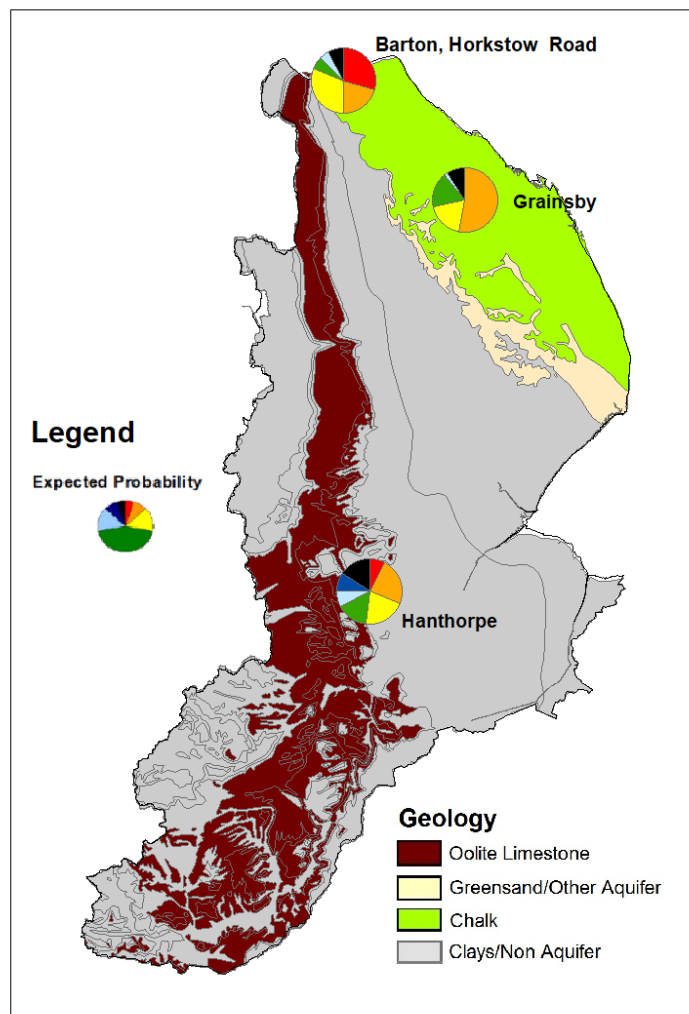 Barton, Horkstow Road
Grainsby
Legend
Expected Probability
Hanthorpe
Geology
Oolite Limestone
Greensand/Other Aquifer
Chalk
Clays/Non Aquifer